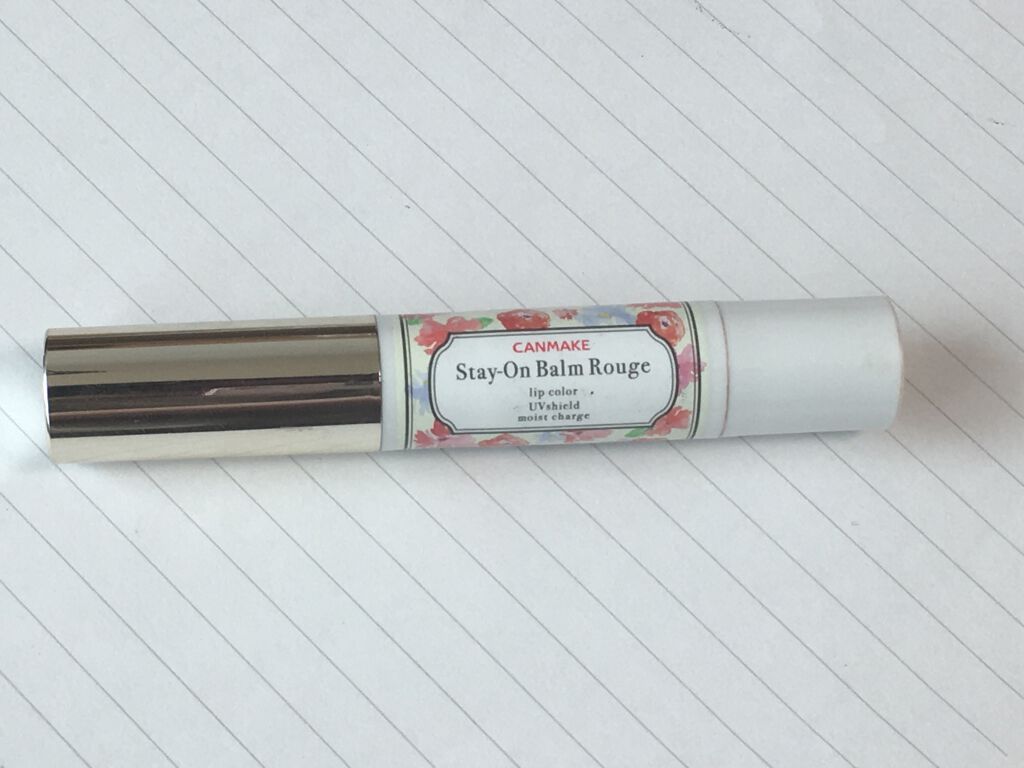 CANMAKE
Stay-On Balm Rouge
lip color
UVshield
moist charge